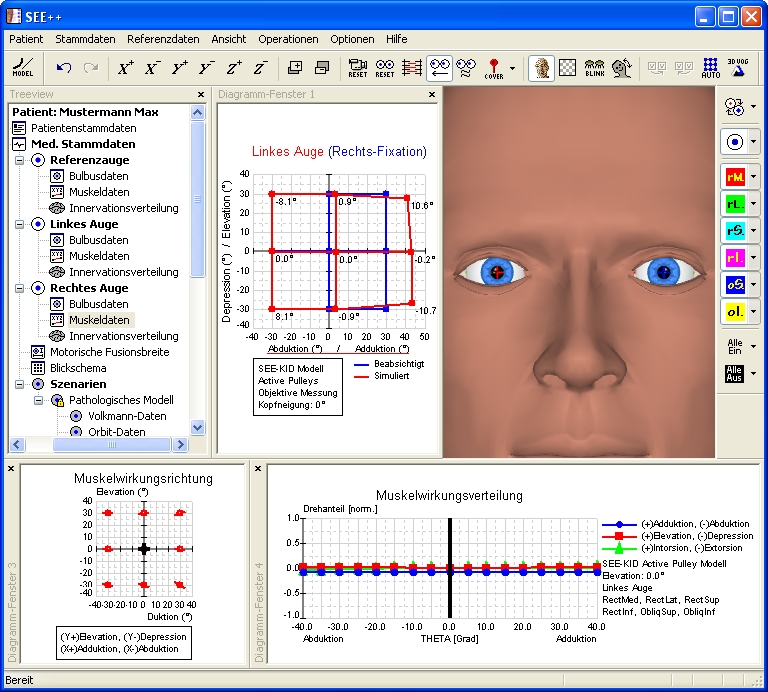 SEE++
Patient Stammdaten Referenzdaten Ansicht Operationen Optionen Hilfe
MODEL X+ X- Y+ Y- Z+ Z- RESET RESET COVER BLINK AUTO 3D VOG
Treeview
Patient: Mustermann Max
Patientenstammdaten
Med. Stammdaten
Referenzauge
Bulbusdaten
Muskeldaten
Innervationsverteilung
Linkes Auge
Bulbusdaten
Muskeldaten
Innervationsverteilung
Rechtes Auge
Bulbusdaten
Muskeldaten
Innervationsverteilung
Motorische Fusionsbreite
Blickschema
Szenarien
Pathologisches Modell
Volkmann-Daten
Orbit-Daten
Diagramm-Fenster 1
Linkes Auge (Rechts-Fixation)
Depression (°) / Elevation (°)
40
30
20
10
0
-10
-20
-30
-40
-8.1° 0.9° 10.6°
0.0° 0.0° -0.2°
8.1° -0.9° -10.7
-40 -30 -20 -10 0 10 20 30 40 50
Abduktion (°) / Adduktion (°)
SEE-KID Modell
Active Pulleys
Objektive Messung
Kopfneigung: 0°
Beabsichtigt
Simuliert
rM.
rL.
rS.
rI.
oS.
oI.
Alle
Ein
Alle
Aus
Diagramm-Fenster 3
Muskelwirkungsrichtung
Elevation (°)
40
30
20
10
0
-10
-20
-30
-40
-40 -30 -20 -10 0 10 20 30 40
Duktion (°)
(Y+)Elevation, (Y-)Depression
(X+)Adduktion, (X-)Abduktion
Diagramm-Fenster 4
Muskelwirkungsverteilung
Drehanteil [norm.]
1.0
0.5
0.0
-0.5
-1.0
-40.0 -30.0 -20.0 -10.0 0.0 10.0 20.0 30.0 40.0
Abduktion THETA [Grad] Adduktion
(+)Adduktion, (-)Abduktion
(+)Elevation, (-)Depression
(+)Intorsion, (-)Extorsion
SEE-KID Active Pulley Modell
Elevation: 0.0°
Linkes Auge
RectMed, RectLat, RectSup
RectInf, ObliqSup, ObliqInf
Bereit